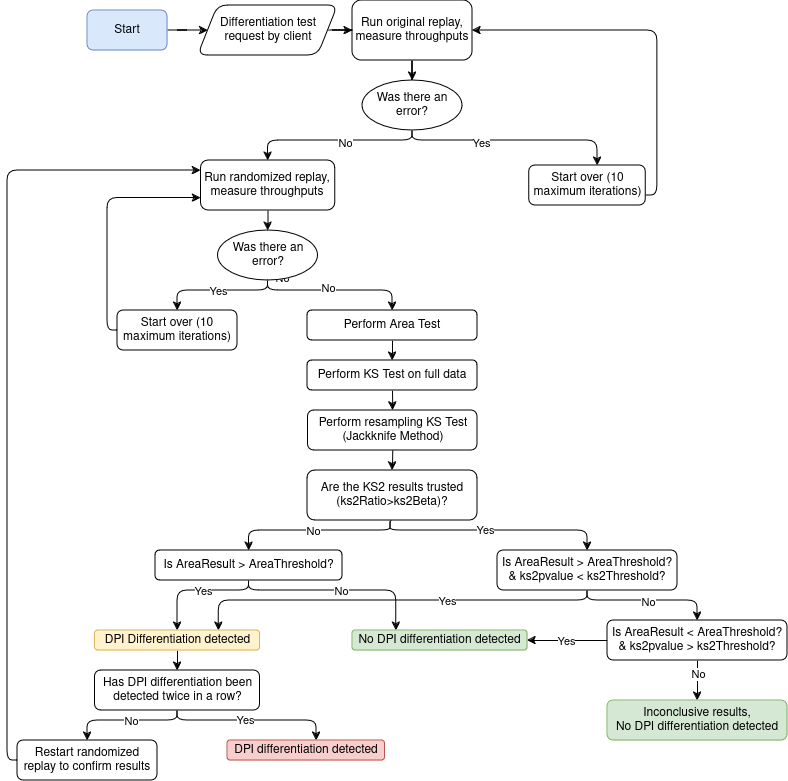 Start
Differentiation test
request by client
Run original replay,
measure throughputs
Was there an
error?
No
Yes
Run randomized replay,
measure throughputs
Start over (10
maximum iterations)
Was there an
error?
No
Yes
No
Start over (10
maximum iterations)
Perform Area Test
Perform KS Test on full data
Perform resampling KS Test
(Jackknife Method)
Are the KS2 results trusted
(ks2Ratio>ks2Beta)?
No
Yes
Is AreaResult > AreaThreshold?
Is AreaResult > AreaThreshold?
& ks2pvalue < ks2Threshold?
Yes
No
Yes
No
DPI Differentiation detected
No DPI differentiation detected
Yes
Is AreaResult < AreaThreshold?
& ks2pvalue > ks2Threshold?
Has DPI differentiation been
detected twice in a row?
No
Inconclusive results,
No DPI differentiation detected
No
Yes
Restart randomized
replay to confirm results
DPI differentiation detected